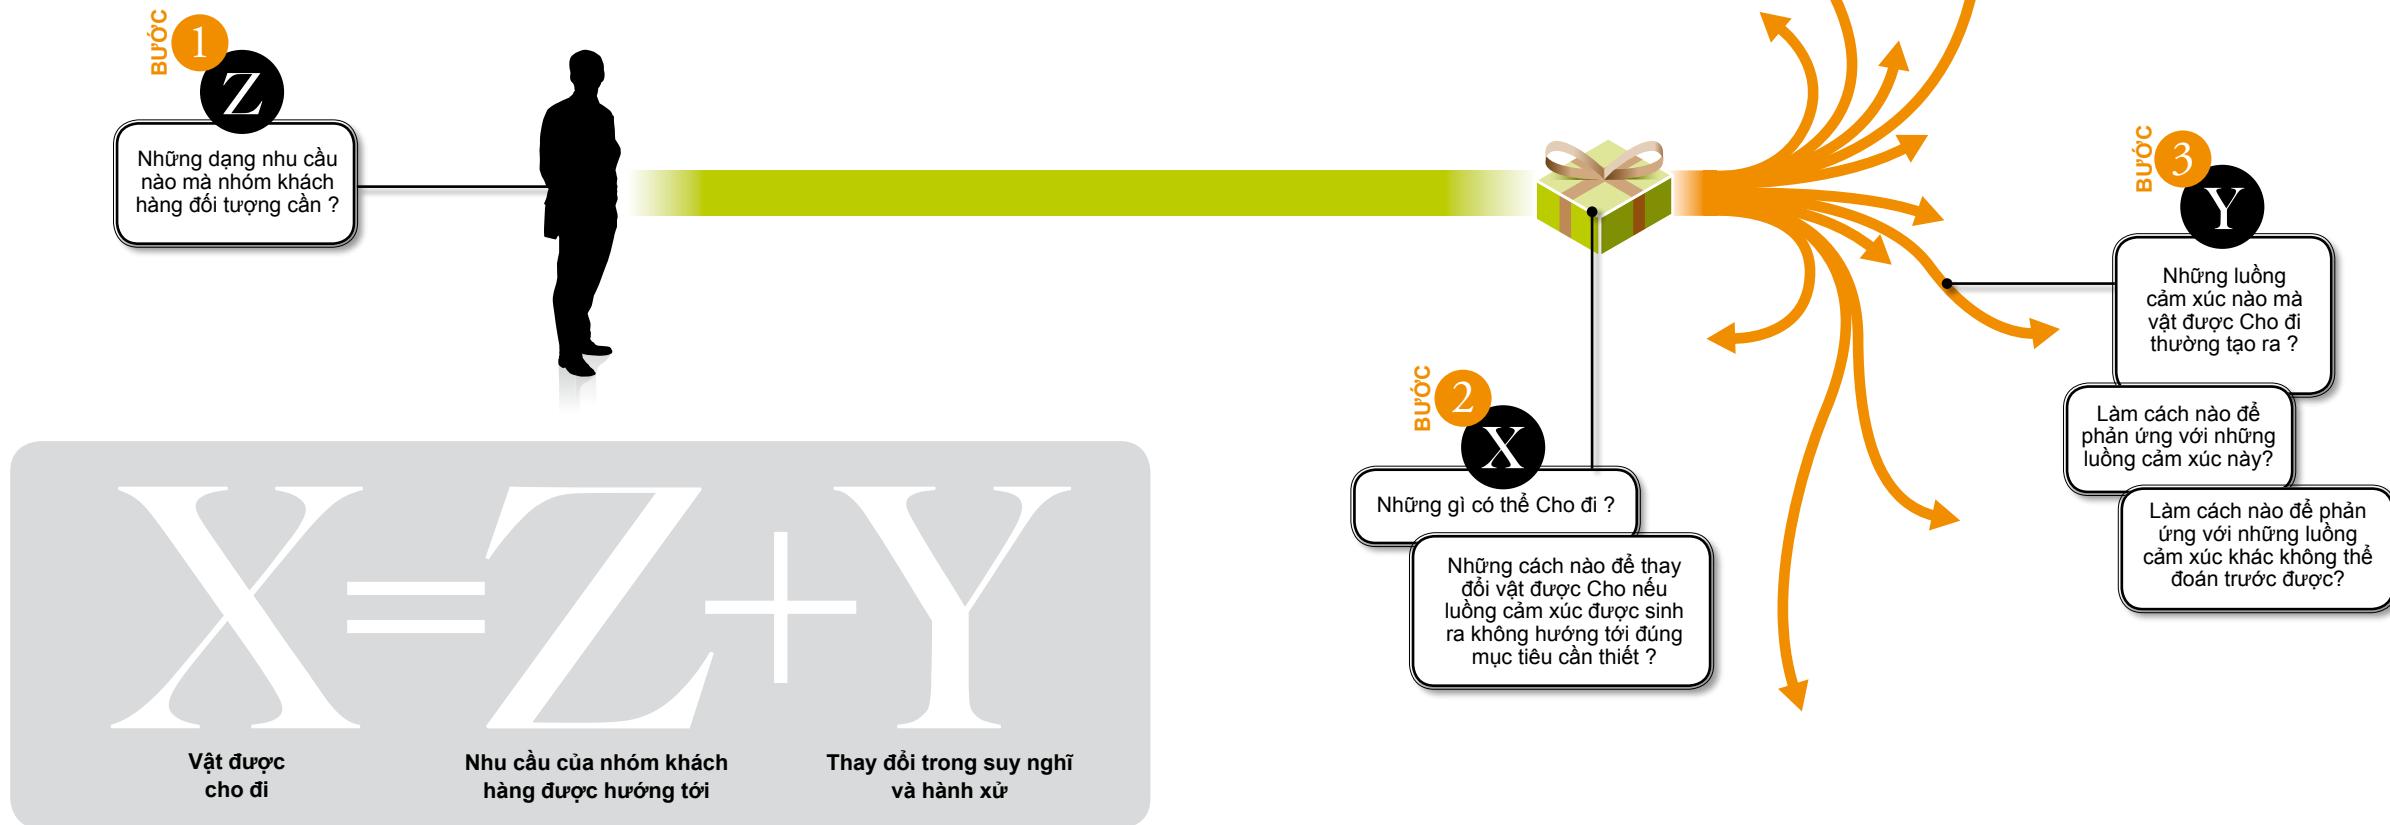 BƯỚC
1
Z
Những dạng nhu cầu
nào mà nhóm khách
hàng đối tượng cần ?
BƯỚC
2
X
Những gì có thể Cho đi ?
Những cách nào để thay
đổi vật được Cho nếu
luồng cảm xúc được sinh
ra không hướng tới đúng
mục tiêu cần thiết ?
BƯỚC
3
Y
Những luồng
cảm xúc nào mà
vật được Cho đi
thường tạo ra ?
Làm cách nào để
phản ứng với những
luồng cảm xúc này?
Làm cách nào để phản
ứng với những luồng
cảm xúc khác không thể
đoán trước được?
X=Z+Y
Vật được
cho đi
Nhu cầu của nhóm khách
hàng được hướng tới
Thay đổi trong suy nghĩ
và hành xử